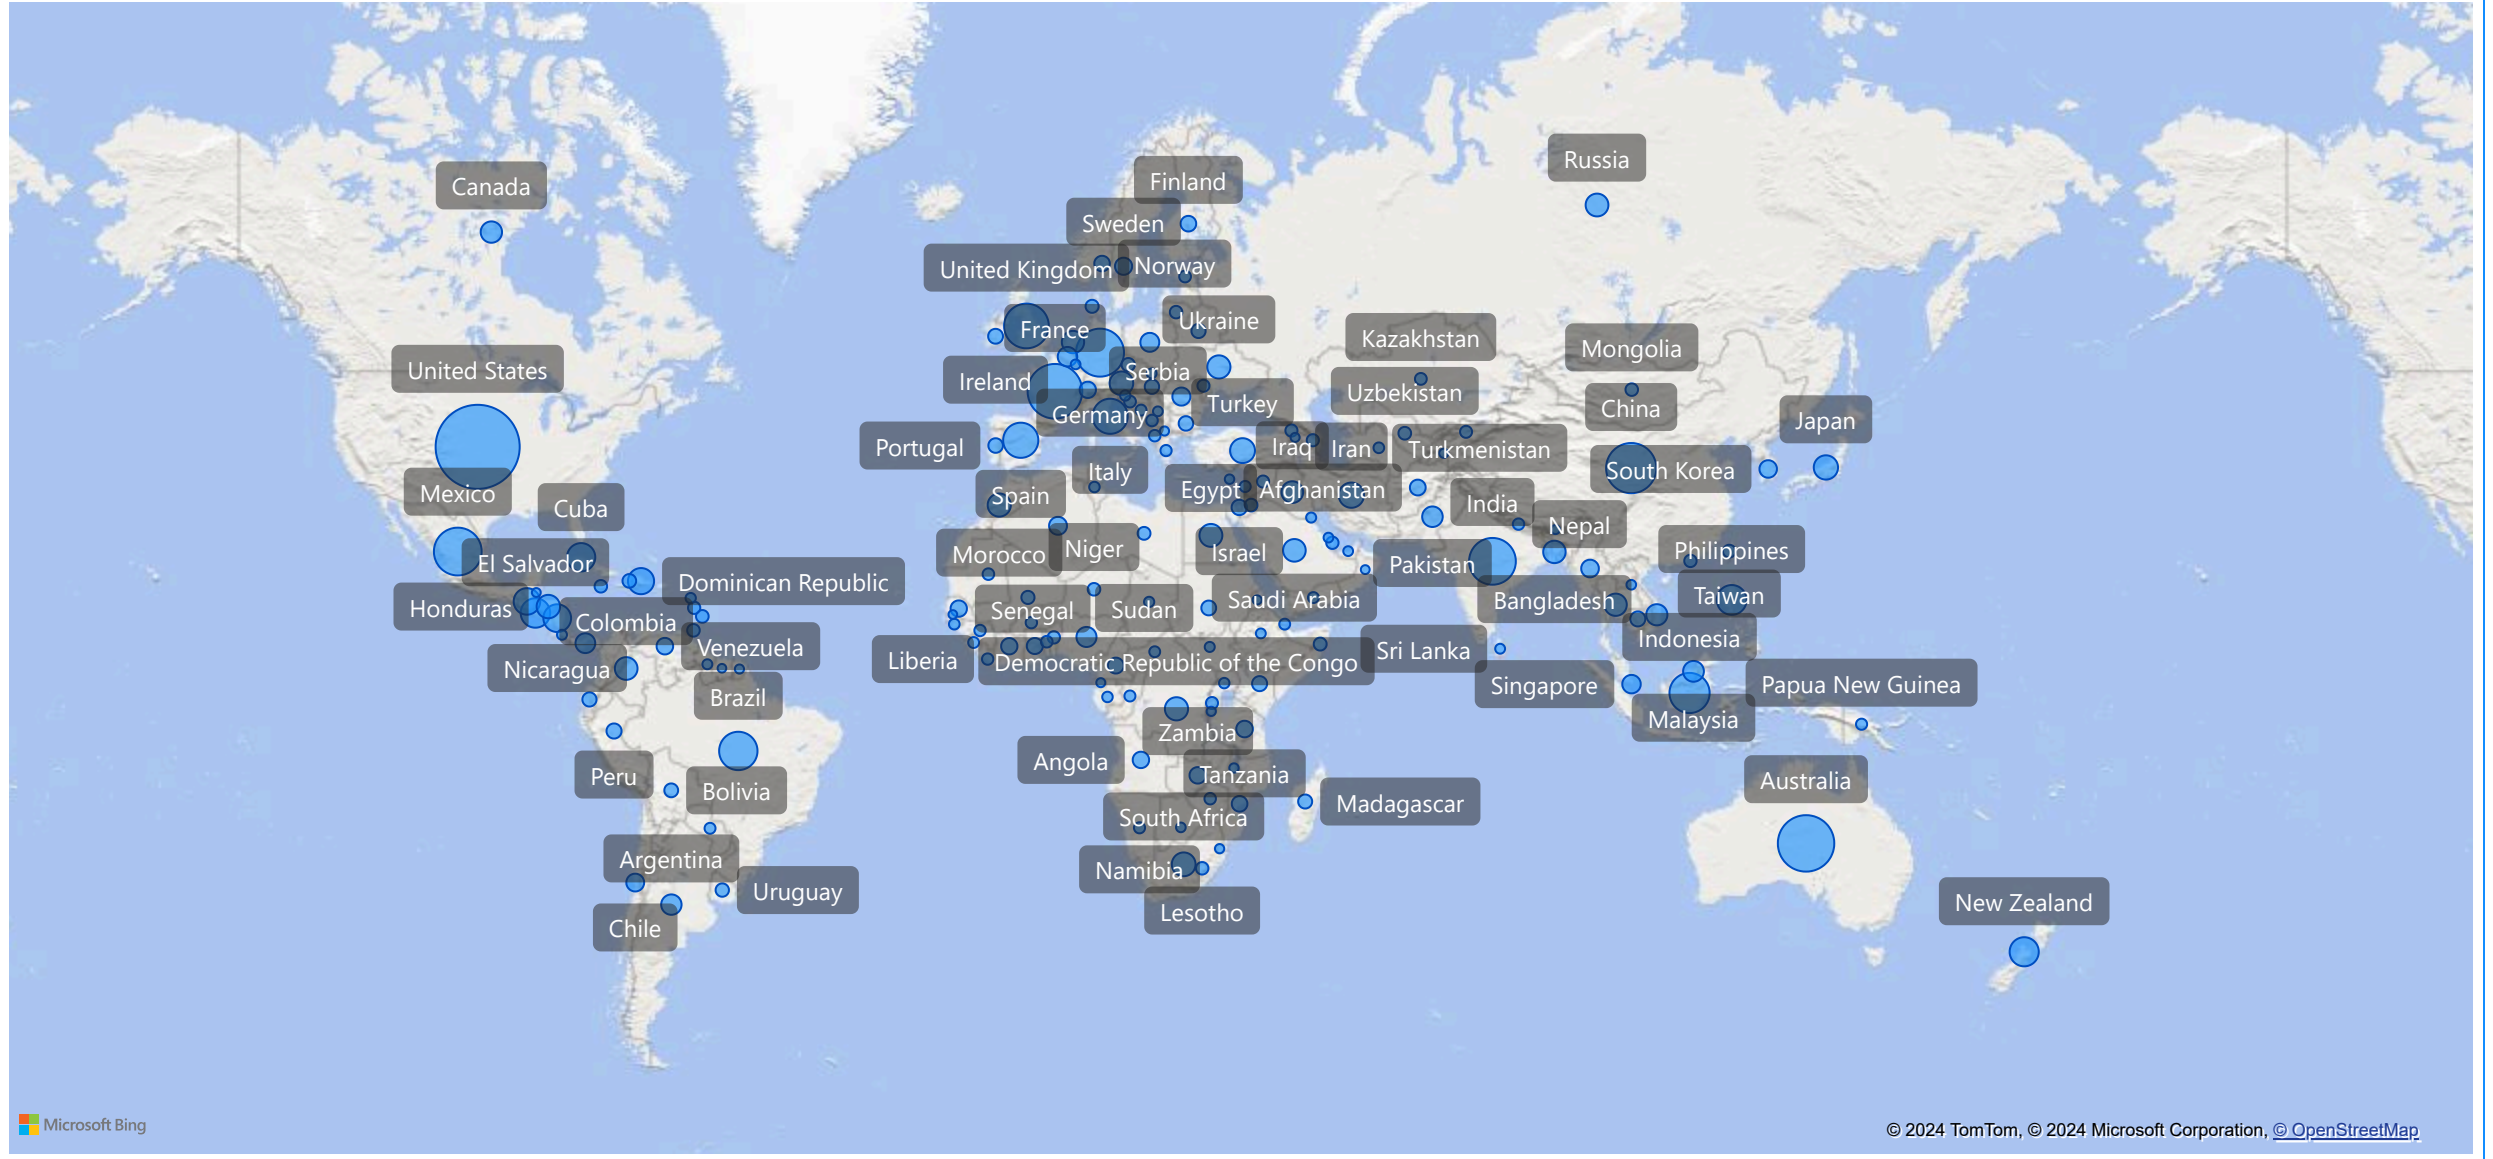 Russia
Finland
Canada
Sweden
Norway
United Kingdom
Ukraine
France
Kazakhstan
Mongolia
United States
Serbia
Ireland
Uzbekistan
Turkey
China
Germany
Japan
Portugal
Iraq
Iran
Turkmenistan
South Korea
Italy
Mexico
Spain
Egypt
Afghanistan
India
Cuba
Nepal
Morocco
Niger
Israel
Philippines
El Salvador
Pakistan
Dominican Republic
Taiwan
Saudi Arabia
Bangladesh
Honduras
Senegal
Sudan
Colombia
Indonesia
Venezuela
Sri Lanka
Liberia
Democratic Republic of the Congo
Nicaragua
Singapore
Papua New Guinea
Brazil
Malaysia
Zambia
Angola
Tanzania
Peru
Australia
Bolivia
Madagascar
South Africa
Argentina
Namibia
Uruguay
New Zealand
Lesotho
Chile
Microsoft Bing
© 2024 TomTom, © 2024 Microsoft Corporation, © OpenStreetMap